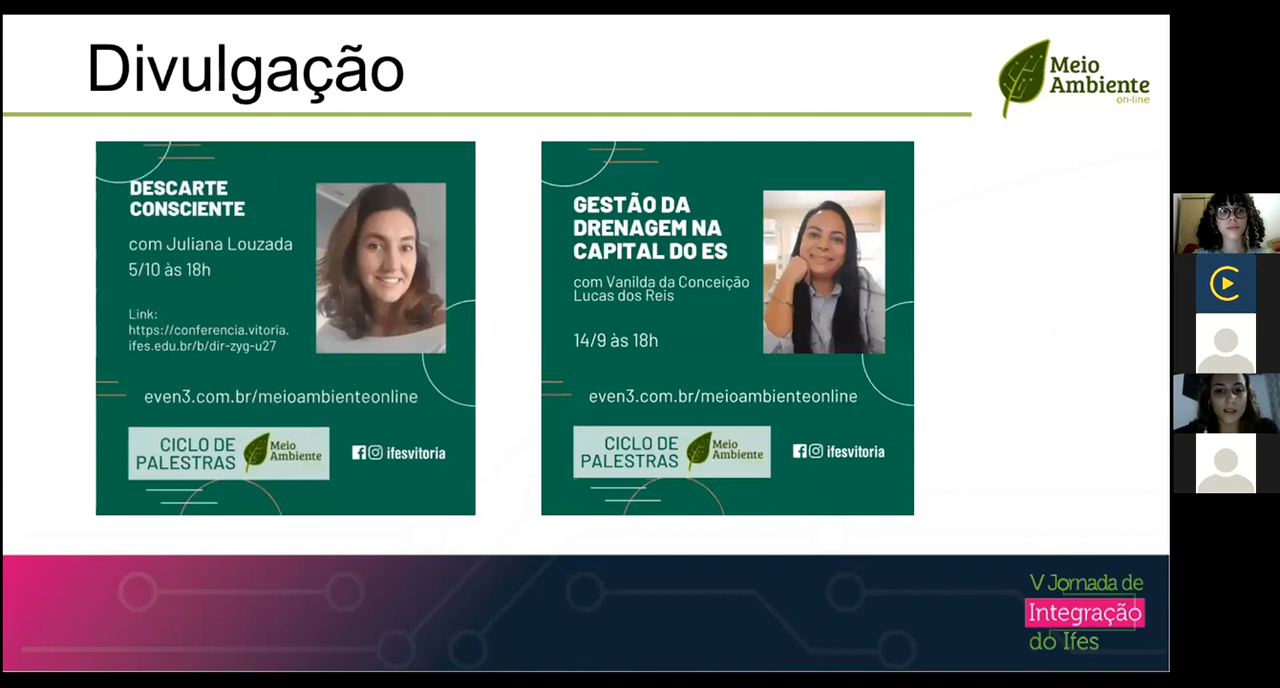 Divulgação
Meio
Ambiente
on-line
DESCARTE
CONSCIENTE
com Juliana Louzada
5/10 às 18h
Link:
https://conferencia.vitoria.
ifes.edu.br/b/dir-zyg-u27
even3.com.br/meioambienteonline
CICLO DE
PALESTRAS
Meio
Ambiente
ifesvitoria
GESTÃO DA
DRENAGEM NA
CAPITAL DO ES
com Vanilda da Conceição
Lucas dos Reis
14/9 às 18h
even3.com.br/meioambienteonline
CICLO DE
PALESTRAS
Meio
Ambiente
ifesvitoria
V Jornada de
Integração
do Ifes